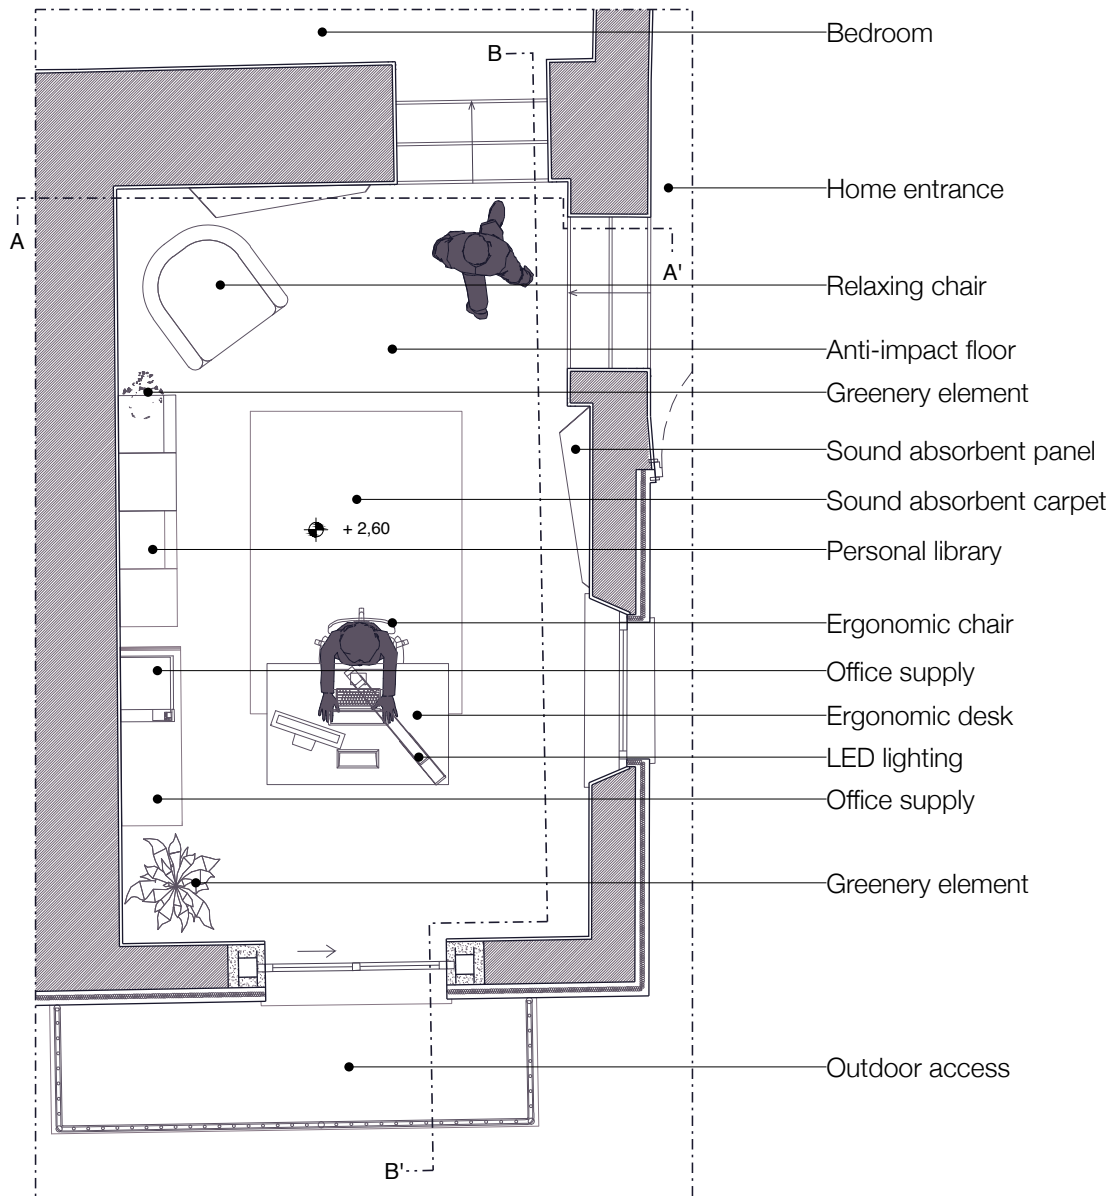 Bedroom
B
Home entrance
A
A'
Relaxing chair
Anti-impact floor
Greenery element
Sound absorbent panel
Sound absorbent carpet
+ 2,60
Personal library
Ergonomic chair
Office supply
Ergonomic desk
LED lighting
Office supply
Greenery element
Outdoor access
B'